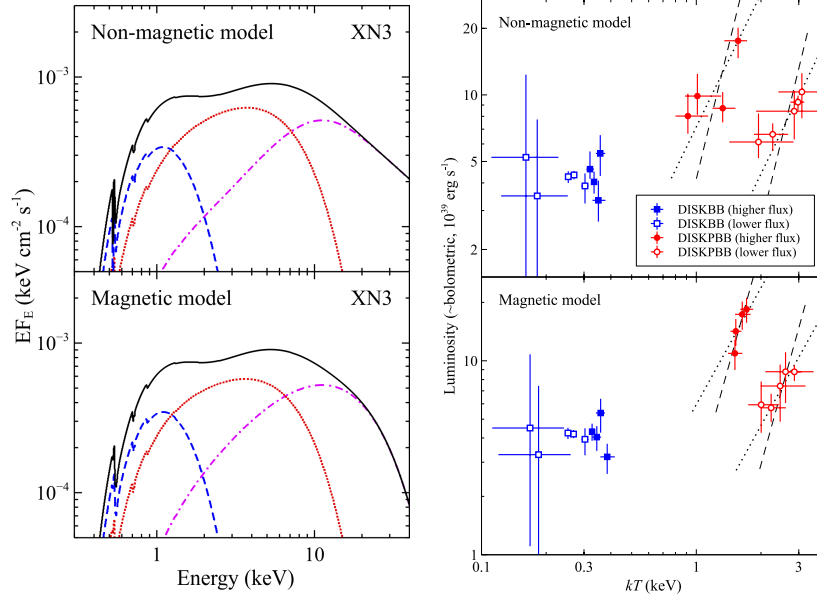 Non-magnetic model XN3
10⁻³
10⁻⁴
Magnetic model XN3
10⁻³
10⁻⁴
1 10
Energy (keV)
EF_E (keV cm⁻² s⁻¹)
20
Non-magnetic model
10
5
2
DISKBB (higher flux)
DISKBB (lower flux)
DISKPBB (higher flux)
DISKPBB (lower flux)
Magnetic model
10
5
2
1
0.1 0.3 1 3
kT (keV)
Luminosity (~bolometric, 10³⁹ erg s⁻¹)